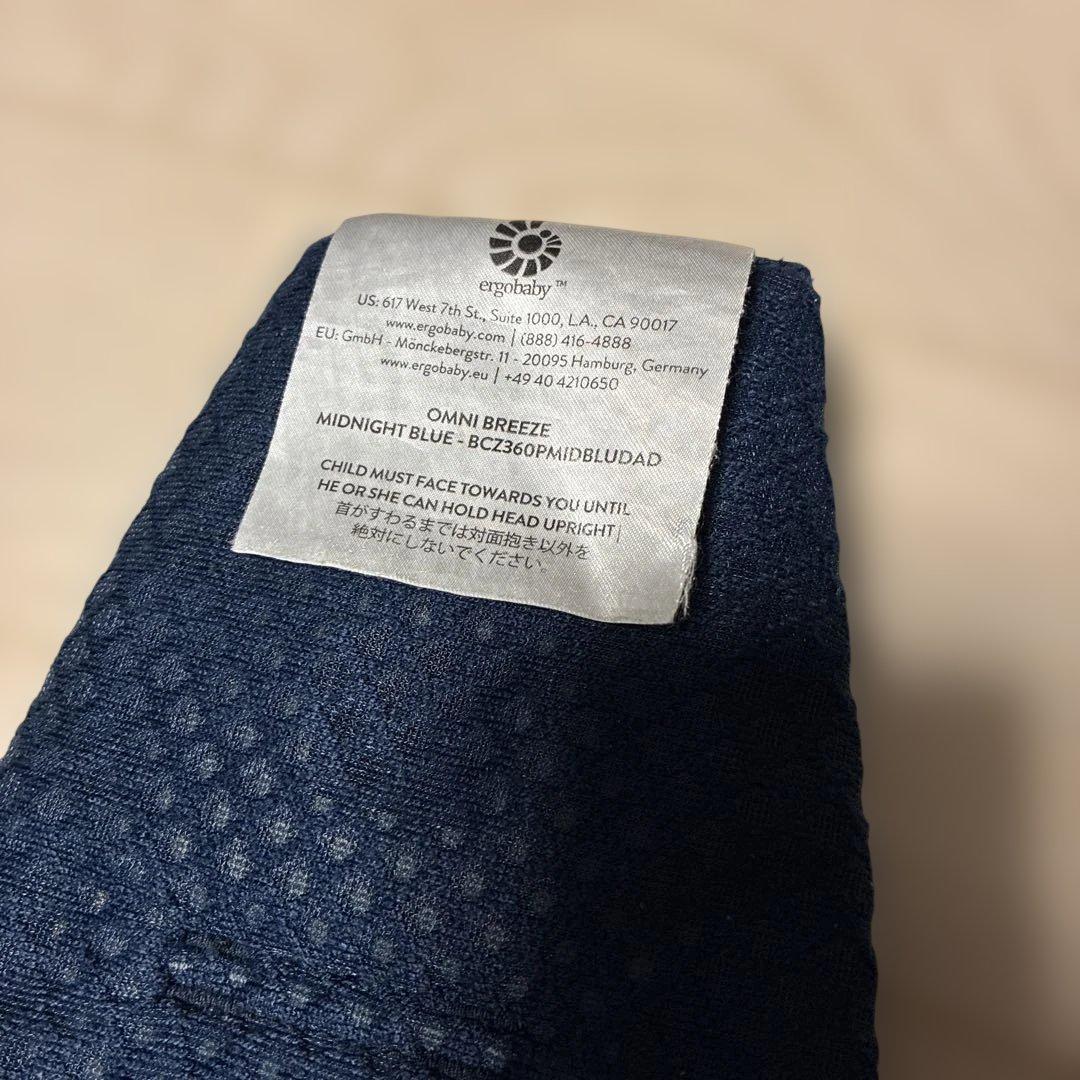 ergobaby™
US: 617 West 7th St., Suite 1000, L.A., CA 90017
www.ergobaby.com | (888) 416-4888
EU: GmbH - Mönckebergstr. 11 - 20095 Hamburg, Germany
www.ergobaby.eu | +49 40 4210650
OMNI BREEZE
MIDNIGHT BLUE - BCZ360PMIDBLUDAD
CHILD MUST FACE TOWARDS YOU UNTIL
HE OR SHE CAN HOLD HEAD UPRIGHT|
首がすわるまでは対面抱き以外を
絶対にしないでください。